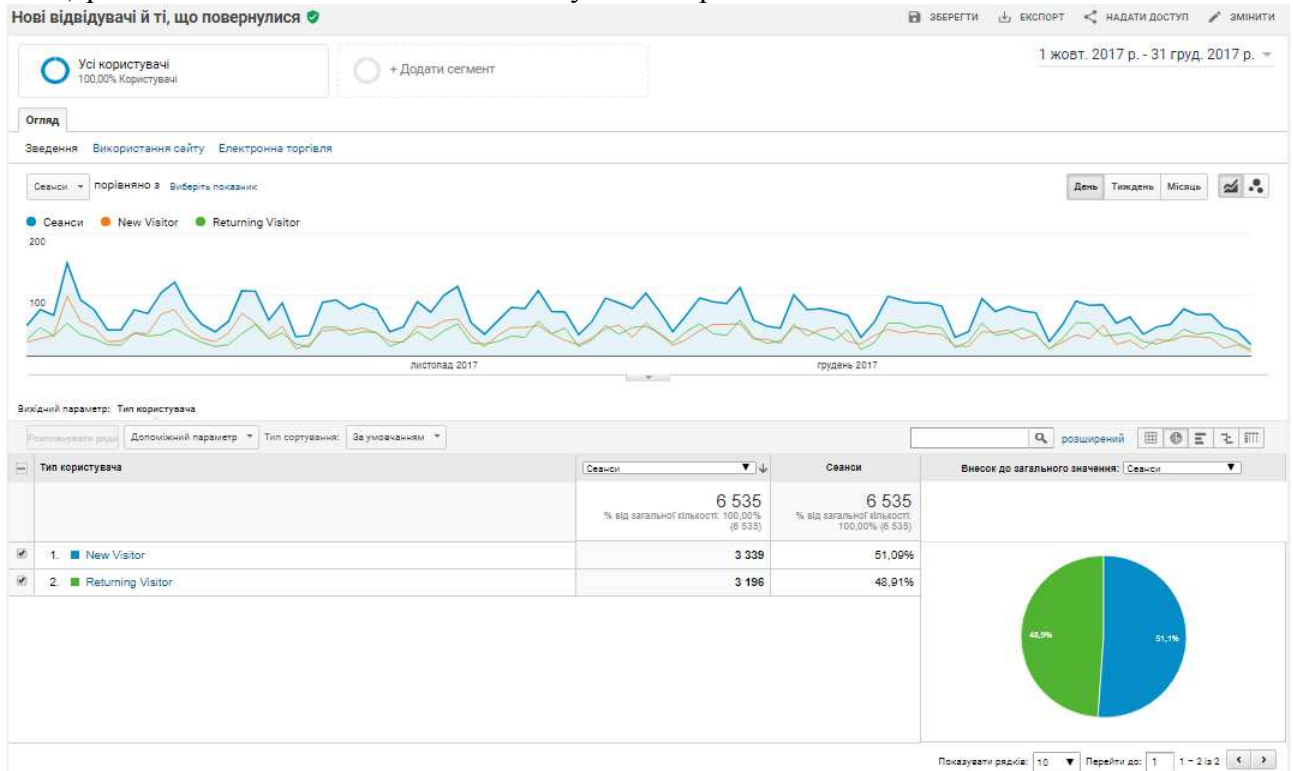 Нові відвідувачі й ті, що повернулися
ЗБЕРЕГТИ ЕКСПОРТ НАДАТИ ДОСТУП ЗМІНИТИ
Усі користувачі
100,00% Користувачі
+ Додати сегмент
1 жовт. 2017 р. - 31 груд. 2017 р.
Огляд
Зведення Використання сайту Електронна торгівля
Сеанси порівняно з Виберіть показник
День Тиждень Місяць
Сеанси New Visitor Returning Visitor
200
100
листопад 2017 грудень 2017
Вихідний параметр: Тип користувача
Допоміжний параметр Тип сортування: За умовчанням розширений
Тип користувача Сеанси Сеанси Внесок до загального значення: Сеанси
6 535 6 535
% від загальної кількості: 100,00% (6 535) % від загальної кількості: 100,00% (6 535)
1. New Visitor 3 339 51,09%
2. Returning Visitor 3 196 48,91%
48,9% 51,1%
Показувати рядків: 10 Перейти до: 1 1 – 2 із 2